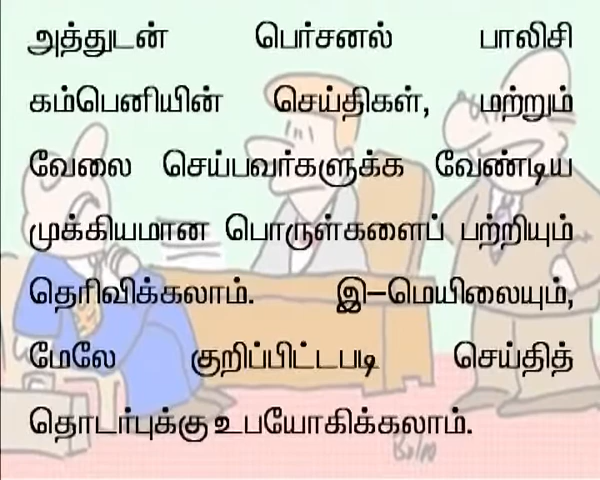 அத்துடன் பெர்சனல் பாலிசி
கம்பெனியின் செய்திகள், மற்றும்
வேலை செய்பவர்களுக்க வேண்டிய
முக்கியமான பொருள்களைப் பற்றியும்
தெரிவிக்கலாம். இ-மெயிலையும்,
மேலே குறிப்பிட்டபடி செய்தித்
தொடர்புக்கு உபயோகிக்கலாம்.